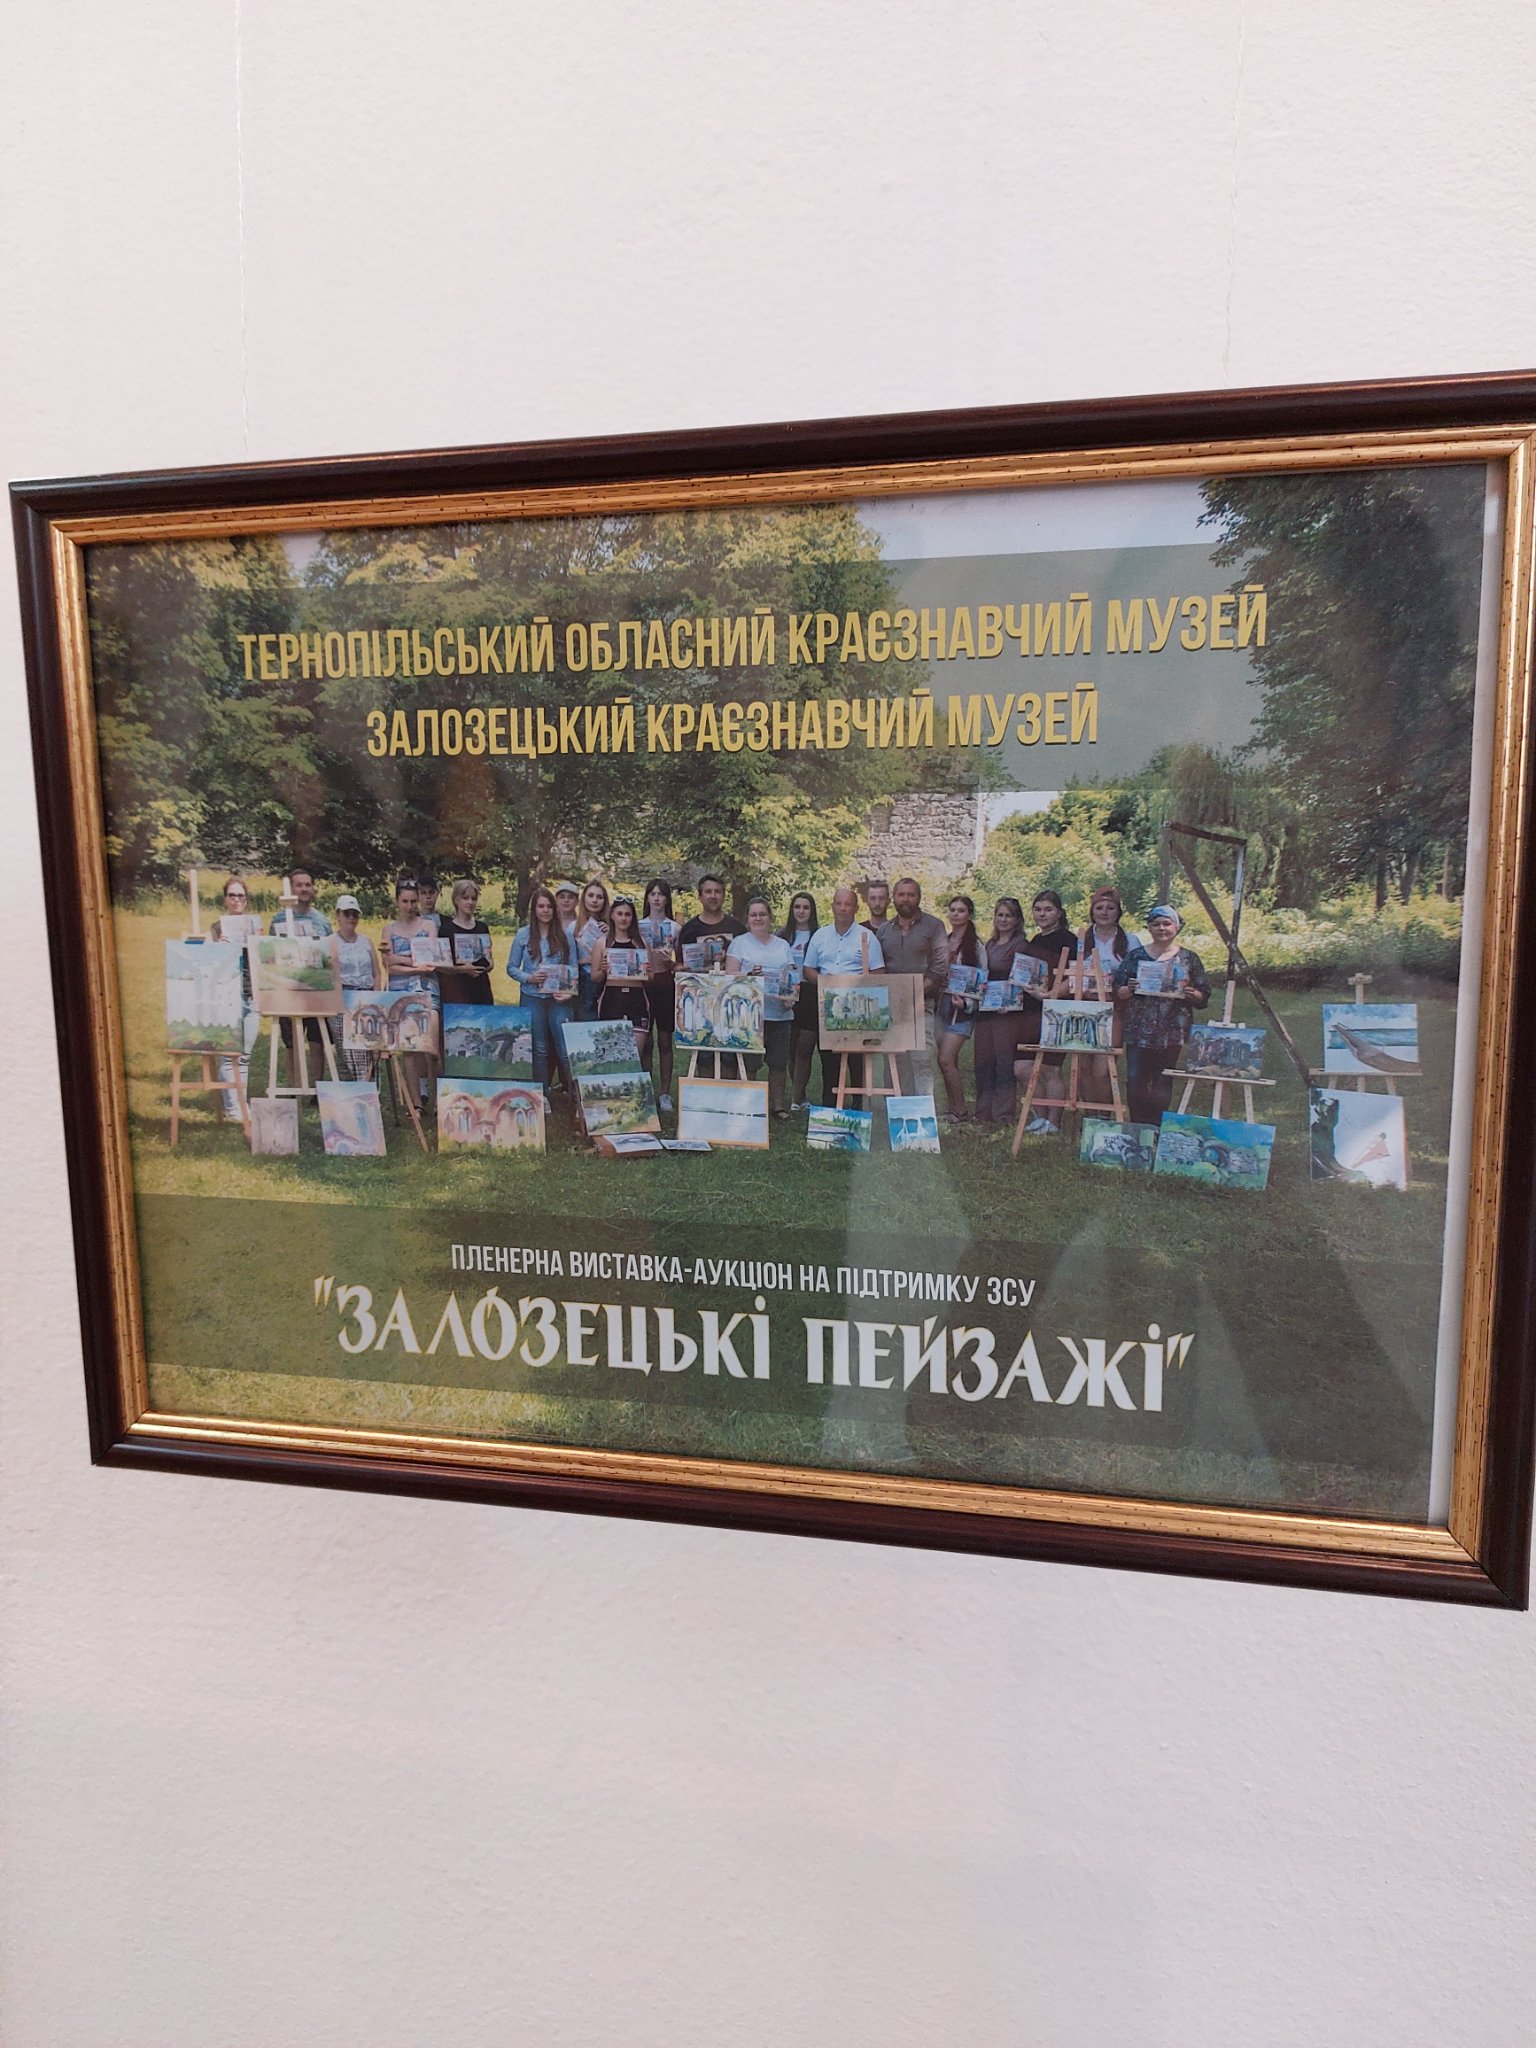 ТЕРНОПІЛЬСЬКИЙ ОБЛАСНИЙ КРАЄЗНАВЧИЙ МУЗЕЙ
ЗАЛОЗЕЦЬКИЙ КРАЄЗНАВЧИЙ МУЗЕЙ
ПЛЕНЕРНА ВИСТАВКА-АУКЦІОН НА ПІДТРИМКУ ЗСУ
"ЗАЛОЗЕЦЬКІ ПЕЙЗАЖІ"